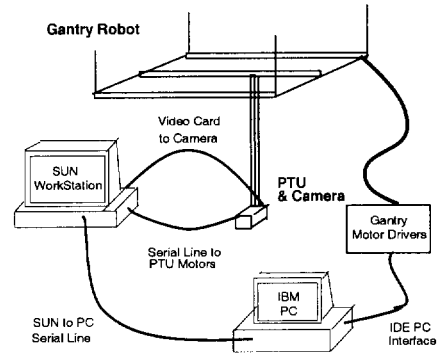 Gantry Robot
Video Card
to Camera
SUN
WorkStation
PTU
& Camera
Gantry
Motor Drivers
Serial Line to
PTU Motors
IBM
PC
SUN to PC
Serial Line
IDE PC
Interface